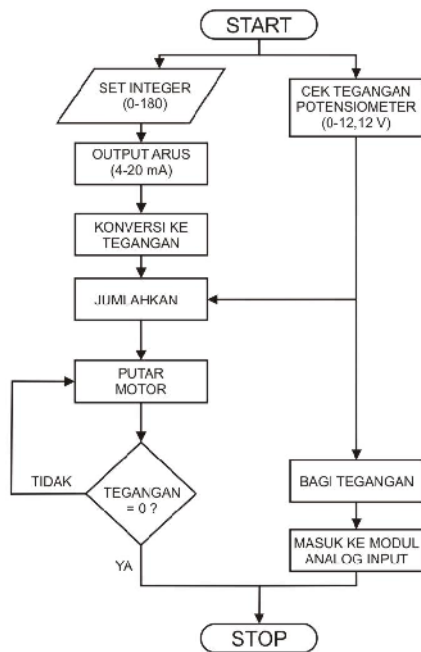 START
SET INTEGER
(0-180)
CEK TEGANGAN
POTENSIOMETER
(0-12,12 V)
OUTPUT ARUS
(4-20 mA)
KONVERSI KE
TEGANGAN
JUMLAHKAN
PUTAR
MOTOR
TIDAK
TEGANGAN
= 0 ?
YA
BAGI TEGANGAN
MASUK KE MODUL
ANALOG INPUT
STOP